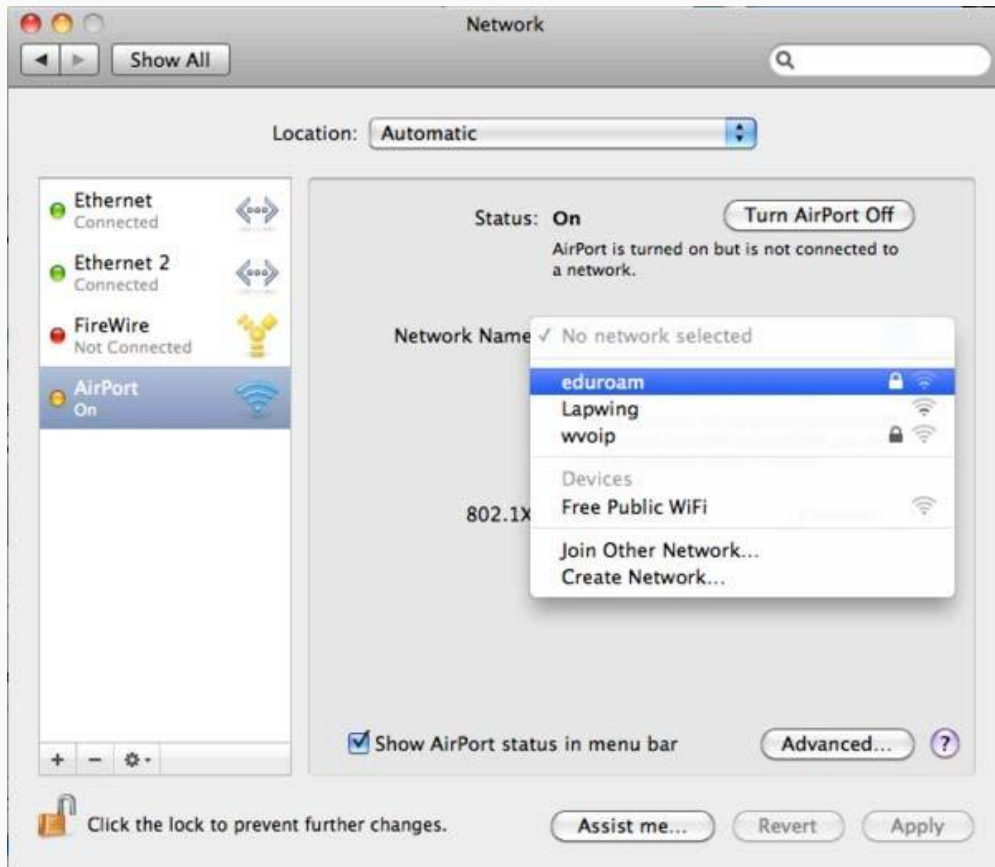 Network
Show All
Location: Automatic
Ethernet
Connected
Ethernet 2
Connected
FireWire
Not Connected
AirPort
On
Status: On
Turn AirPort Off
AirPort is turned on but is not connected to
a network.
Network Name ✓ No network selected
eduroam
Lapwing
wvoip
Devices
Free Public WiFi
802.1X
Join Other Network...
Create Network...
Show AirPort status in menu bar
Advanced... ?
+ −
Click the lock to prevent further changes.
Assist me... Revert Apply